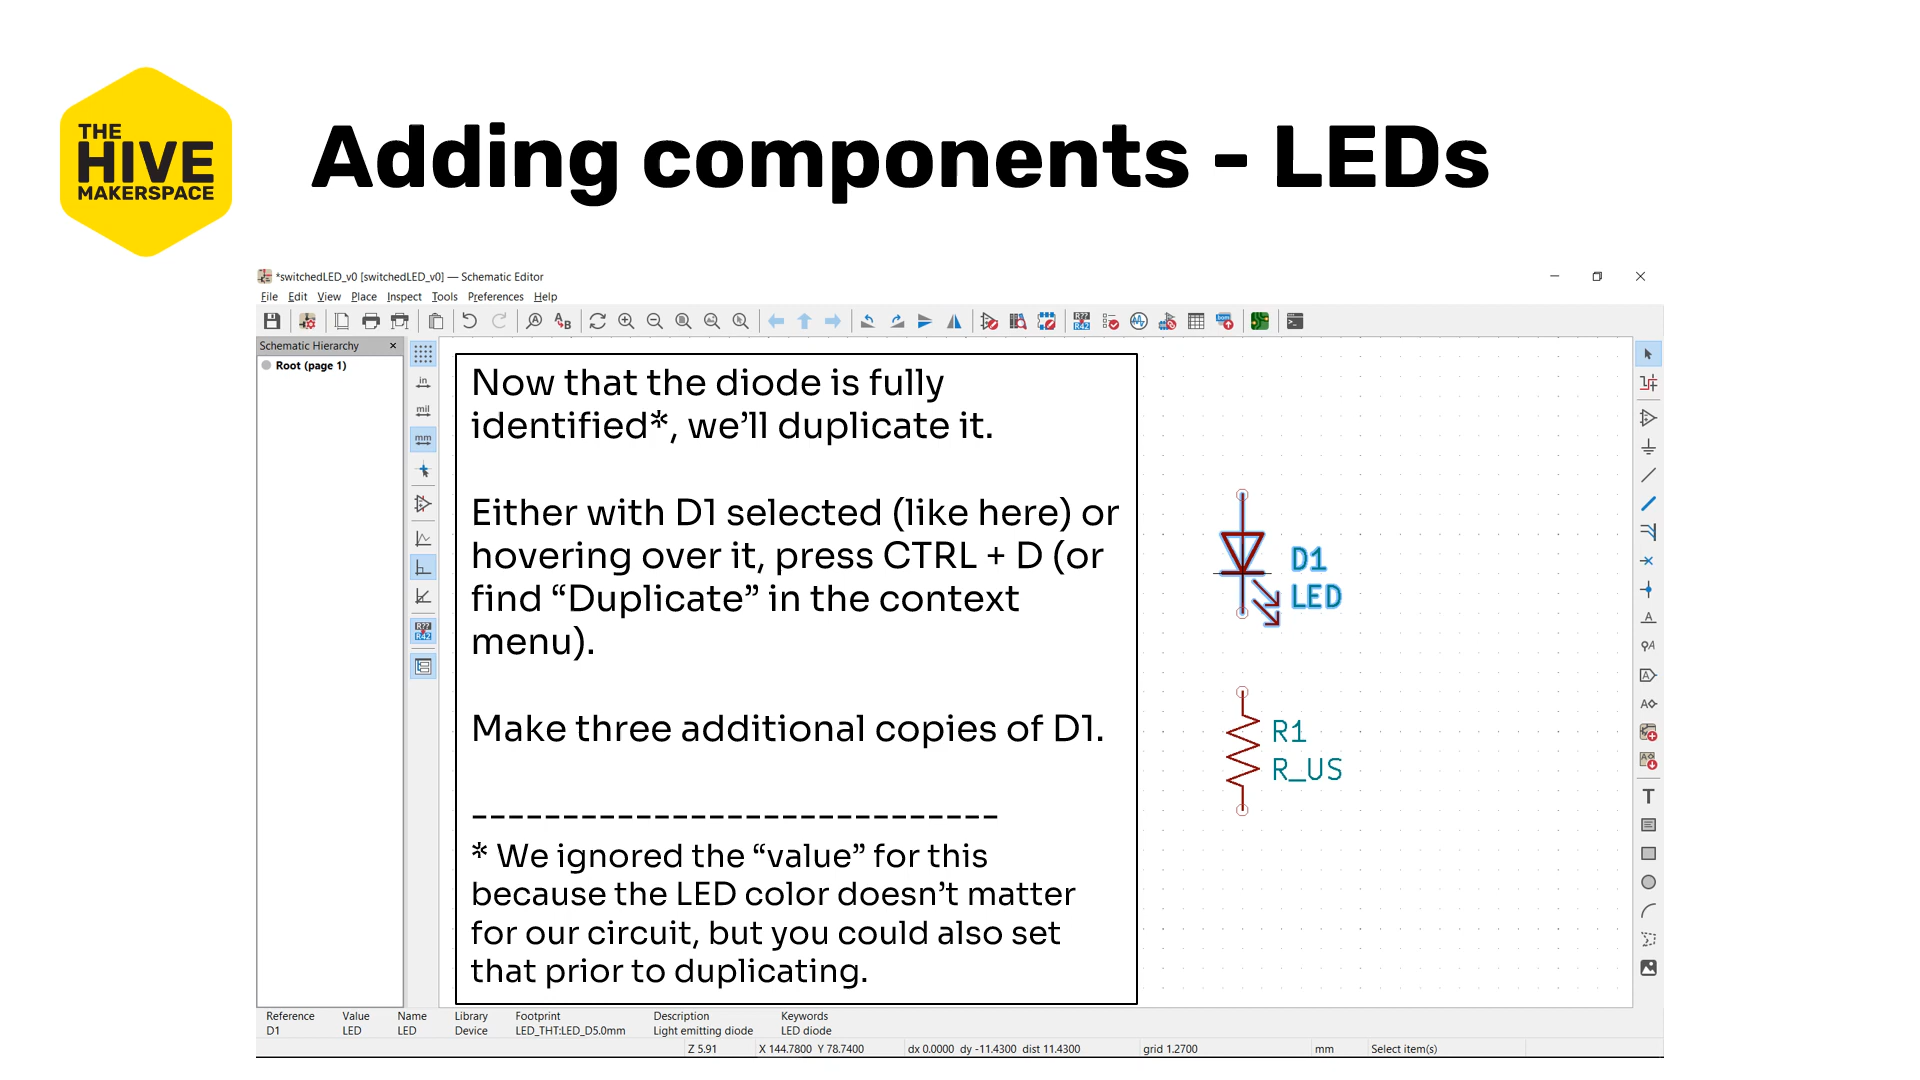 THE
HIVE
MAKERSPACE
Adding components - LEDs
*switchedLED_v0 [switchedLED_v0] — Schematic Editor
File Edit View Place Inspect Tools Preferences Help
Schematic Hierarchy
Root (page 1)
in
mil
mm
R??
R42
Now that the diode is fully
identified*, we’ll duplicate it.
Either with D1 selected (like here) or
hovering over it, press CTRL + D (or
find “Duplicate” in the context
menu).
Make three additional copies of D1.
-----------------------------
* We ignored the “value” for this
because the LED color doesn’t matter
for our circuit, but you could also set
that prior to duplicating.
D1
LED
R1
R_US
Reference Value Name Library Footprint Description Keywords
D1 LED LED Device LED_THT:LED_D5.0mm Light emitting diode LED diode
Z 5.91 X 144.7800 Y 78.7400 dx 0.0000 dy -11.4300 dist 11.4300 grid 1.2700 mm Select item(s)